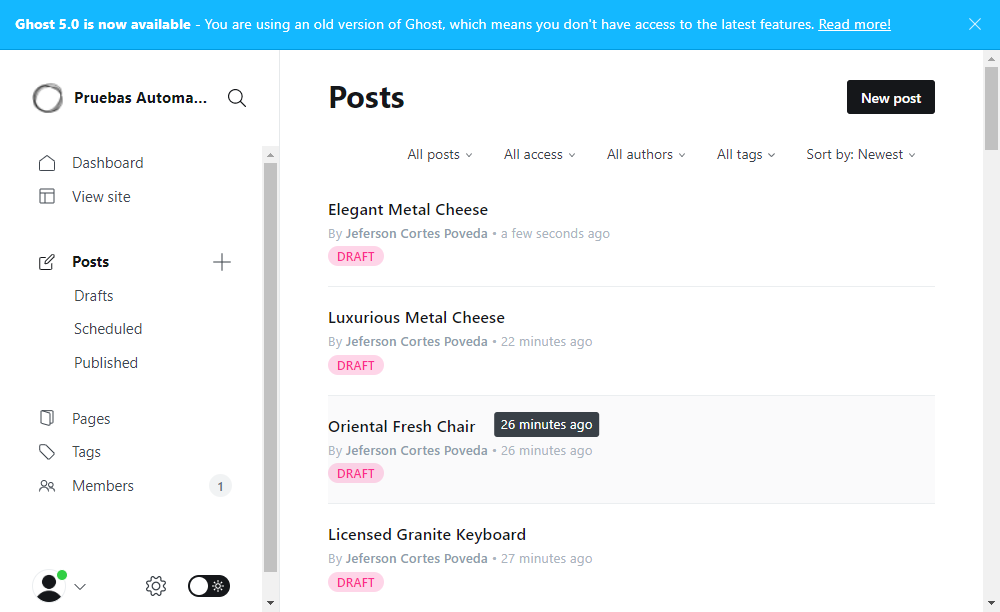 Ghost 5.0 is now available - You are using an old version of Ghost, which means you don't have access to the latest features. Read more!
Pruebas Automa...
Dashboard
View site
Posts
Drafts
Scheduled
Published
Pages
Tags
Members
1
Posts
New post
All posts
All access
All authors
All tags
Sort by: Newest
Elegant Metal Cheese
By Jeferson Cortes Poveda • a few seconds ago
DRAFT
Luxurious Metal Cheese
By Jeferson Cortes Poveda • 22 minutes ago
DRAFT
Oriental Fresh Chair
26 minutes ago
By Jeferson Cortes Poveda • 26 minutes ago
DRAFT
Licensed Granite Keyboard
By Jeferson Cortes Poveda • 27 minutes ago
DRAFT